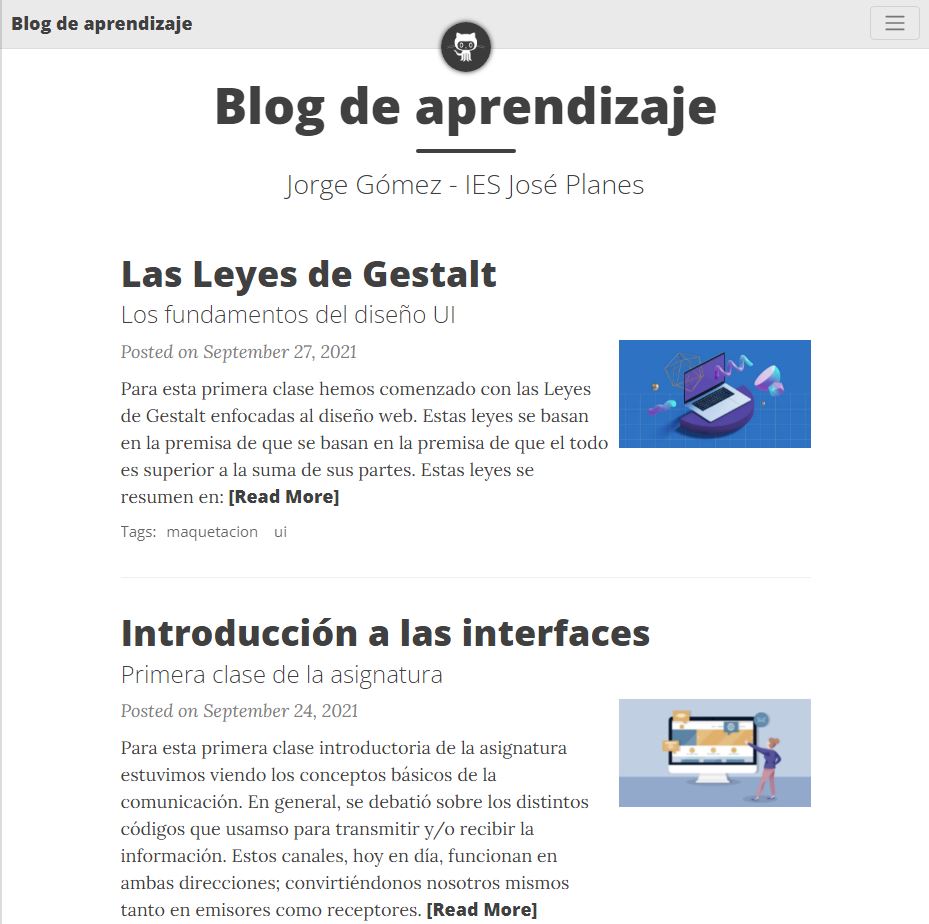 Blog de aprendizaje
Blog de aprendizaje
Jorge Gómez - IES José Planes
Las Leyes de Gestalt
Los fundamentos del diseño UI
Posted on September 27, 2021
Para esta primera clase hemos comenzado con las Leyes
de Gestalt enfocadas al diseño web. Estas leyes se basan
en la premisa de que se basan en la premisa de que el todo
es superior a la suma de sus partes. Estas leyes se
resumen en: [Read More]
Tags: maquetacion ui
Introducción a las interfaces
Primera clase de la asignatura
Posted on September 24, 2021
Para esta primera clase introductoria de la asignatura
estuvimos viendo los conceptos básicos de la
comunicación. En general, se debatió sobre los distintos
códigos que usamso para transmitir y/o recibir la
información. Estos canales, hoy en día, funcionan en
ambas direcciones; convirtiéndonos nosotros mismos
tanto en emisores como receptores. [Read More]